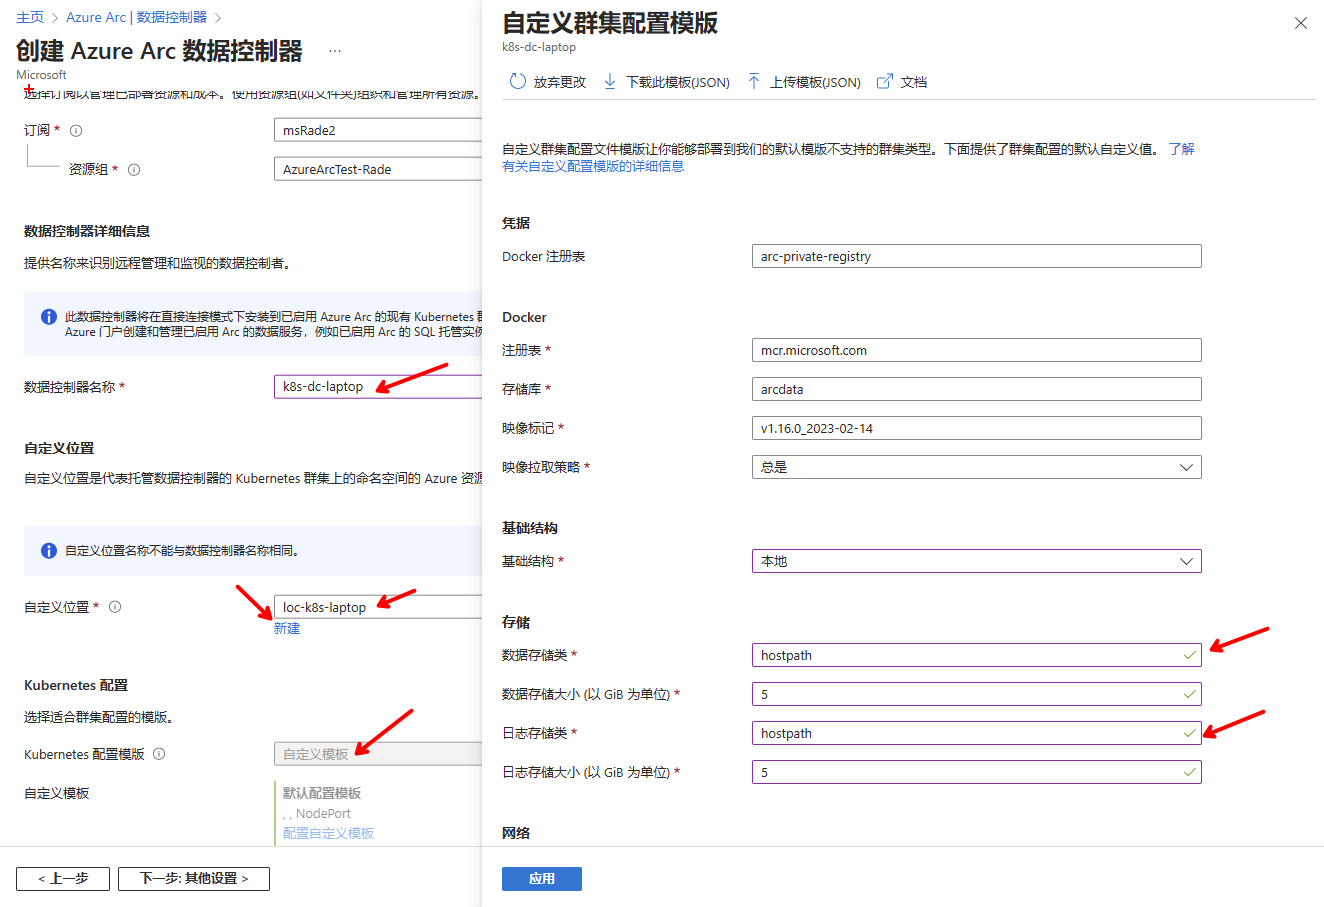 主页 > Azure Arc | 数据控制器 >
创建 Azure Arc 数据控制器 ...
Microsoft
选择订阅以管理已部署资源和成本。使用资源组(如文件夹)组织和管理所有资源。
订阅 *
msRade2
资源组 *
AzureArcTest-Rade
数据控制器详细信息
提供名称来识别远程管理和监视的数据控制者。
此数据控制器将在直接连接模式下安装到已启用 Azure Arc 的现有 Kubernetes
Azure 门户创建和管理已启用 Arc 的数据服务，例如已启用 Arc 的 SQL 托管实例
数据控制器名称 *
k8s-dc-laptop
自定义位置
自定义位置是代表托管数据控制器的 Kubernetes 群集上的命名空间的 Azure 资源
自定义位置名称不能与数据控制器名称相同。
自定义位置 *
loc-k8s-laptop
新建
Kubernetes 配置
选择适合群集配置的模版。
Kubernetes 配置模版
自定义模板
自定义模板
默认配置模板
, , NodePort
配置自定义模板
< 上一步
下一步: 其他设置 >
自定义群集配置模版
k8s-dc-laptop
放弃更改
下载此模板(JSON)
上传模板(JSON)
文档
自定义群集配置文件模版让你能够部署到我们的默认模版不支持的群集类型。下面提供了群集配置的默认自定义值。 了解
有关自定义配置模版的详细信息
凭据
Docker 注册表
arc-private-registry
Docker
注册表 *
mcr.microsoft.com
存储库 *
arcdata
映像标记 *
v1.16.0_2023-02-14
映像拉取策略 *
总是
基础结构
基础结构 *
本地
存储
数据存储类 *
hostpath
数据存储大小 (以 GiB 为单位) *
5
日志存储类 *
hostpath
日志存储大小 (以 GiB 为单位) *
5
网络
应用